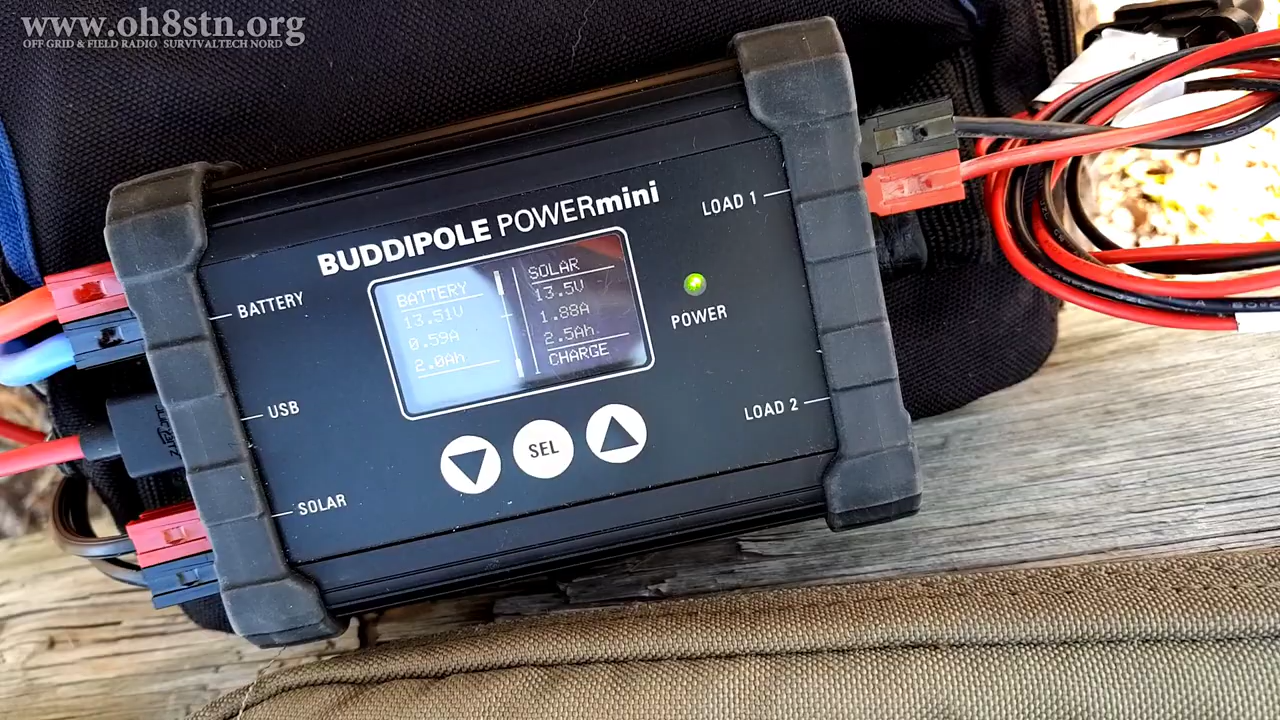 www.oh8stn.org
OFF GRID & FIELD RADIO SURVIVALTECH NORD
BUDDIPOLE POWERmini
LOAD 1
BATTERY
BATTERY
13.51V
0.59A
2.0Ah
SOLAR
13.5V
1.88A
2.5Ah
CHARGE
POWER
USB
LOAD 2
SEL
SOLAR